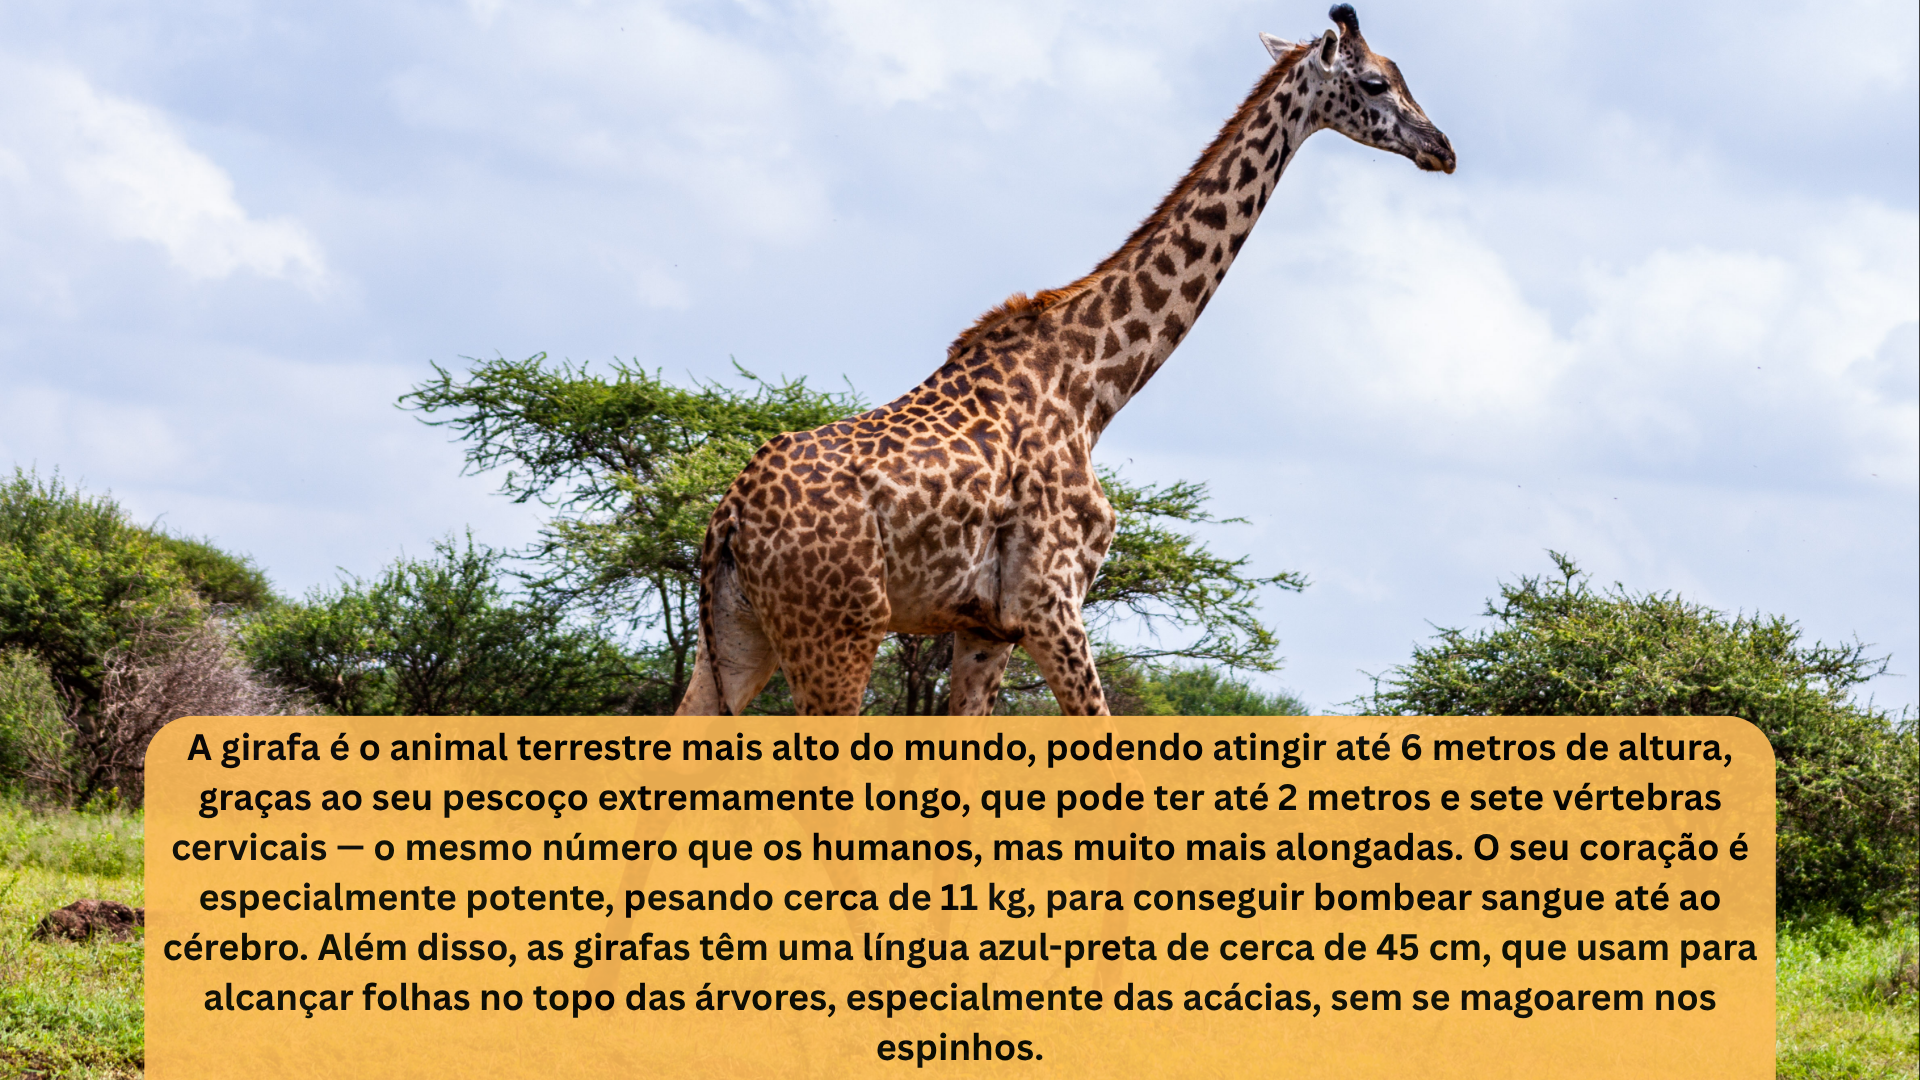 A girafa é o animal terrestre mais alto do mundo, podendo atingir até 6 metros de altura,
graças ao seu pescoço extremamente longo, que pode ter até 2 metros e sete vértebras
cervicais — o mesmo número que os humanos, mas muito mais alongadas. O seu coração é
especialmente potente, pesando cerca de 11 kg, para conseguir bombear sangue até ao
cérebro. Além disso, as girafas têm uma língua azul-preta de cerca de 45 cm, que usam para
alcançar folhas no topo das árvores, especialmente das acácias, sem se magoarem nos
espinhos.